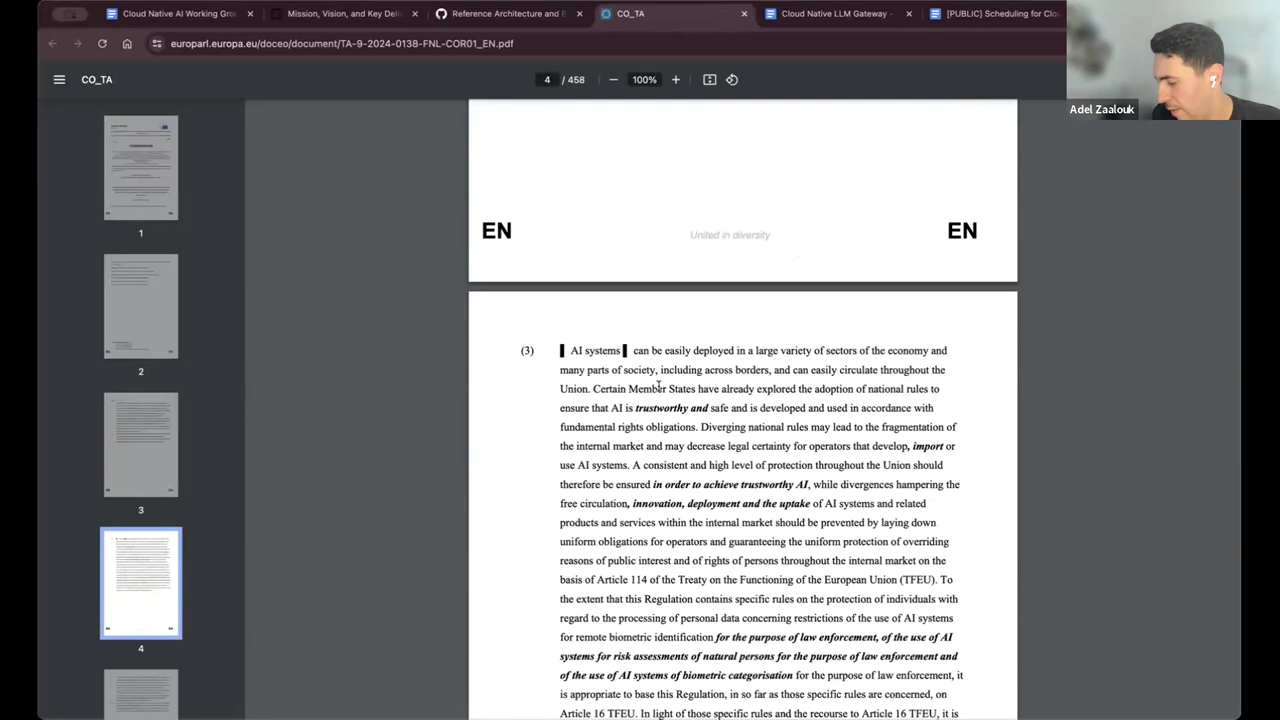 Cloud Native AI Working Grou
Mission, Vision, and Key Deli
Reference Architecture and E
CO_TA
Cloud Native LLM Gateway -
[PUBLIC] Scheduling for Clou
europarl.europa.eu/doceo/document/TA-9-2024-0138-FNL-COR01_EN.pdf
CO_TA
4 / 458
100%
Adel Zaalouk
1
2
3
4
EN
United in diversity
EN
(3) ▌AI systems▐ can be easily deployed in a large variety of sectors of the economy and
many parts of society, including across borders, and can easily circulate throughout the
Union. Certain Member States have already explored the adoption of national rules to
ensure that AI is trustworthy and safe and is developed and used in accordance with
fundamental rights obligations. Diverging national rules may lead to the fragmentation of
the internal market and may decrease legal certainty for operators that develop, import or
use AI systems. A consistent and high level of protection throughout the Union should
therefore be ensured in order to achieve trustworthy AI, while divergences hampering the
free circulation, innovation, deployment and the uptake of AI systems and related
products and services within the internal market should be prevented by laying down
uniform obligations for operators and guaranteeing the uniform protection of overriding
reasons of public interest and of rights of persons throughout the internal market on the
basis of Article 114 of the Treaty on the Functioning of the European Union (TFEU). To
the extent that this Regulation contains specific rules on the protection of individuals with
regard to the processing of personal data concerning restrictions of the use of AI systems
for remote biometric identification for the purpose of law enforcement, of the use of AI
systems for risk assessments of natural persons for the purpose of law enforcement and
of the use of AI systems of biometric categorisation for the purpose of law enforcement, it
is appropriate to base this Regulation, in so far as those specific rules are concerned, on
Article 16 TFEU. In light of those specific rules and the recourse to Article 16 TFEU, it is